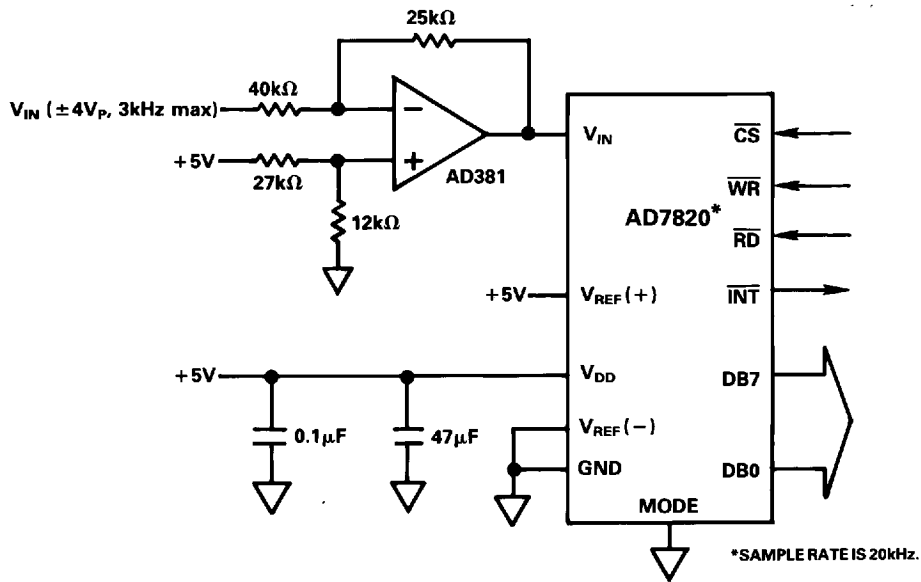 25kΩ
40kΩ
V_IN (±4V_P, 3kHz max)
−
+5V
27kΩ
+
AD381
12kΩ
V_IN
CS̅
WR̅
AD7820*
RD̅
+5V
V_REF(+)
INT̅
+5V
V_DD
DB7
0.1μF
47μF
V_REF(−)
GND
DB0
MODE
*SAMPLE RATE IS 20kHz.